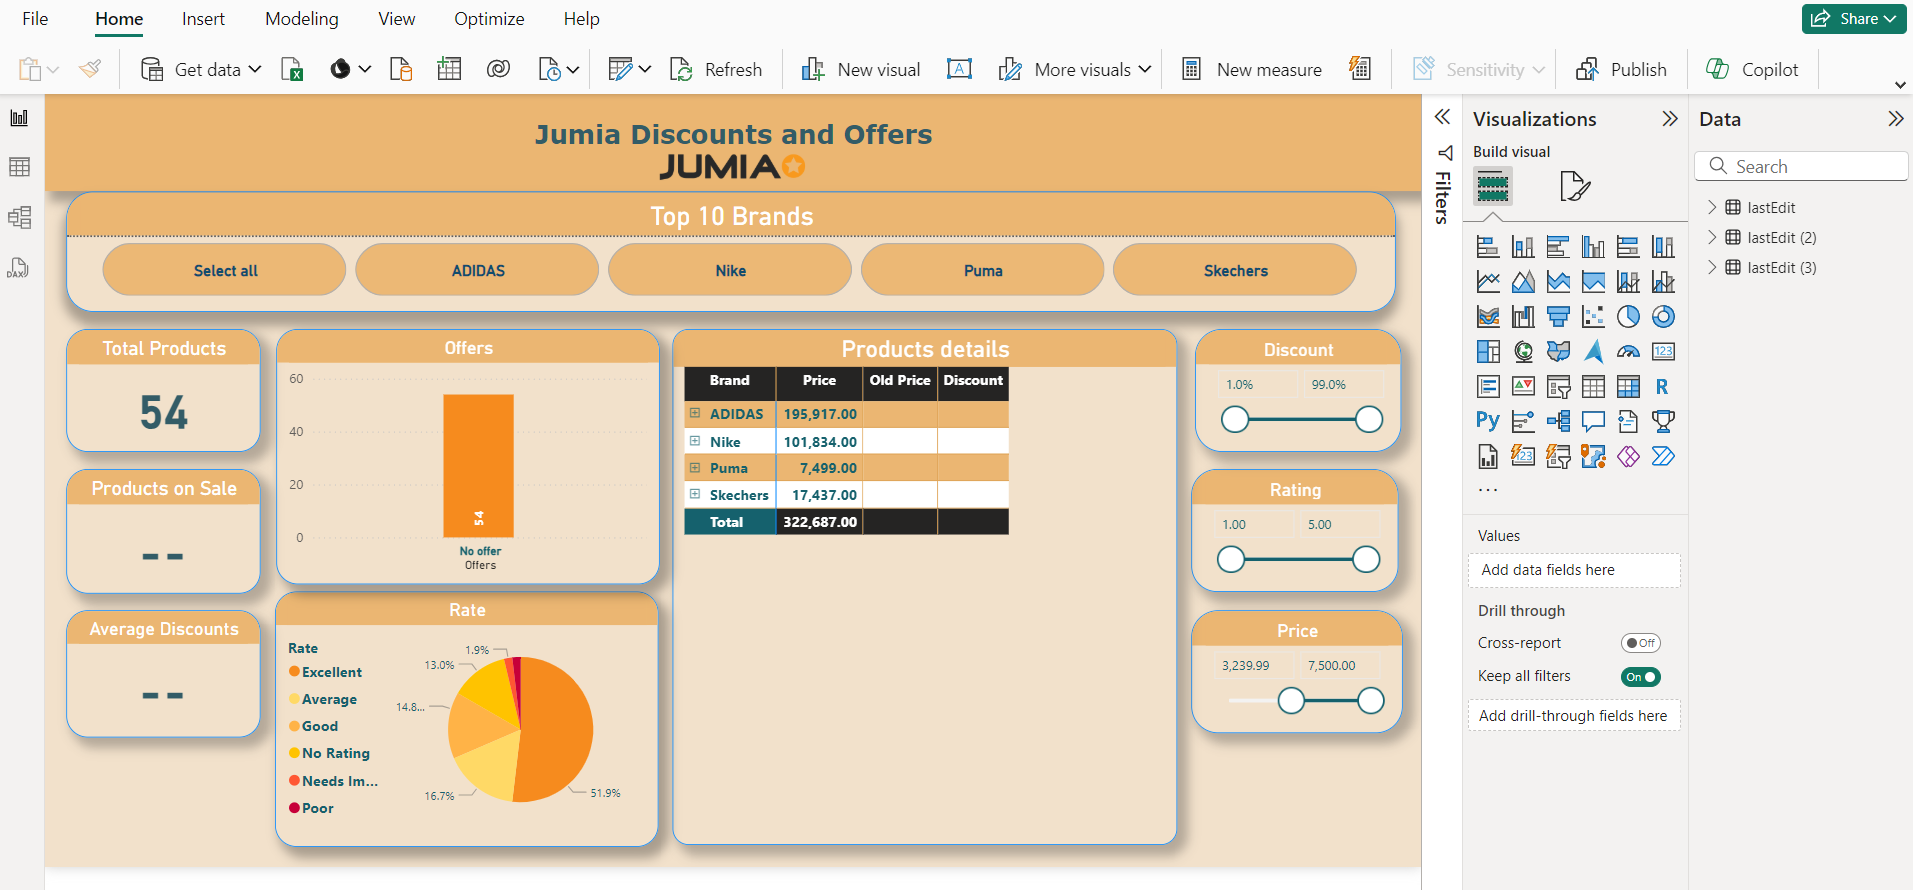 File Home Insert Modeling View Optimize Help Share
Get data Refresh New visual A More visuals New measure Sensitivity Publish Copilot
DAX
Jumia Discounts and Offers
JUMIA
Top 10 Brands
Select all ADIDAS Nike Puma Skechers
Total Products
54
Products on Sale
--
Average Discounts
--
Offers
60
40
20
0
54
No offer
Offers
Rate
Rate
Excellent
Average
Good
No Rating
Needs Im...
Poor
1.9%
13.0%
14.8...
16.7%
51.9%
Products details
Brand Price Old Price Discount
ADIDAS 195,917.00
Nike 101,834.00
Puma 7,499.00
Skechers 17,437.00
Total 322,687.00
Discount
1.0% 99.0%
Rating
1.00 5.00
Price
3,239.99 7,500.00
Filters
Visualizations
Build visual
123
R
Py
123
...
Values
Add data fields here
Drill through
Cross-report Off
Keep all filters On
Add drill-through fields here
Data
Search
lastEdit
lastEdit (2)
lastEdit (3)